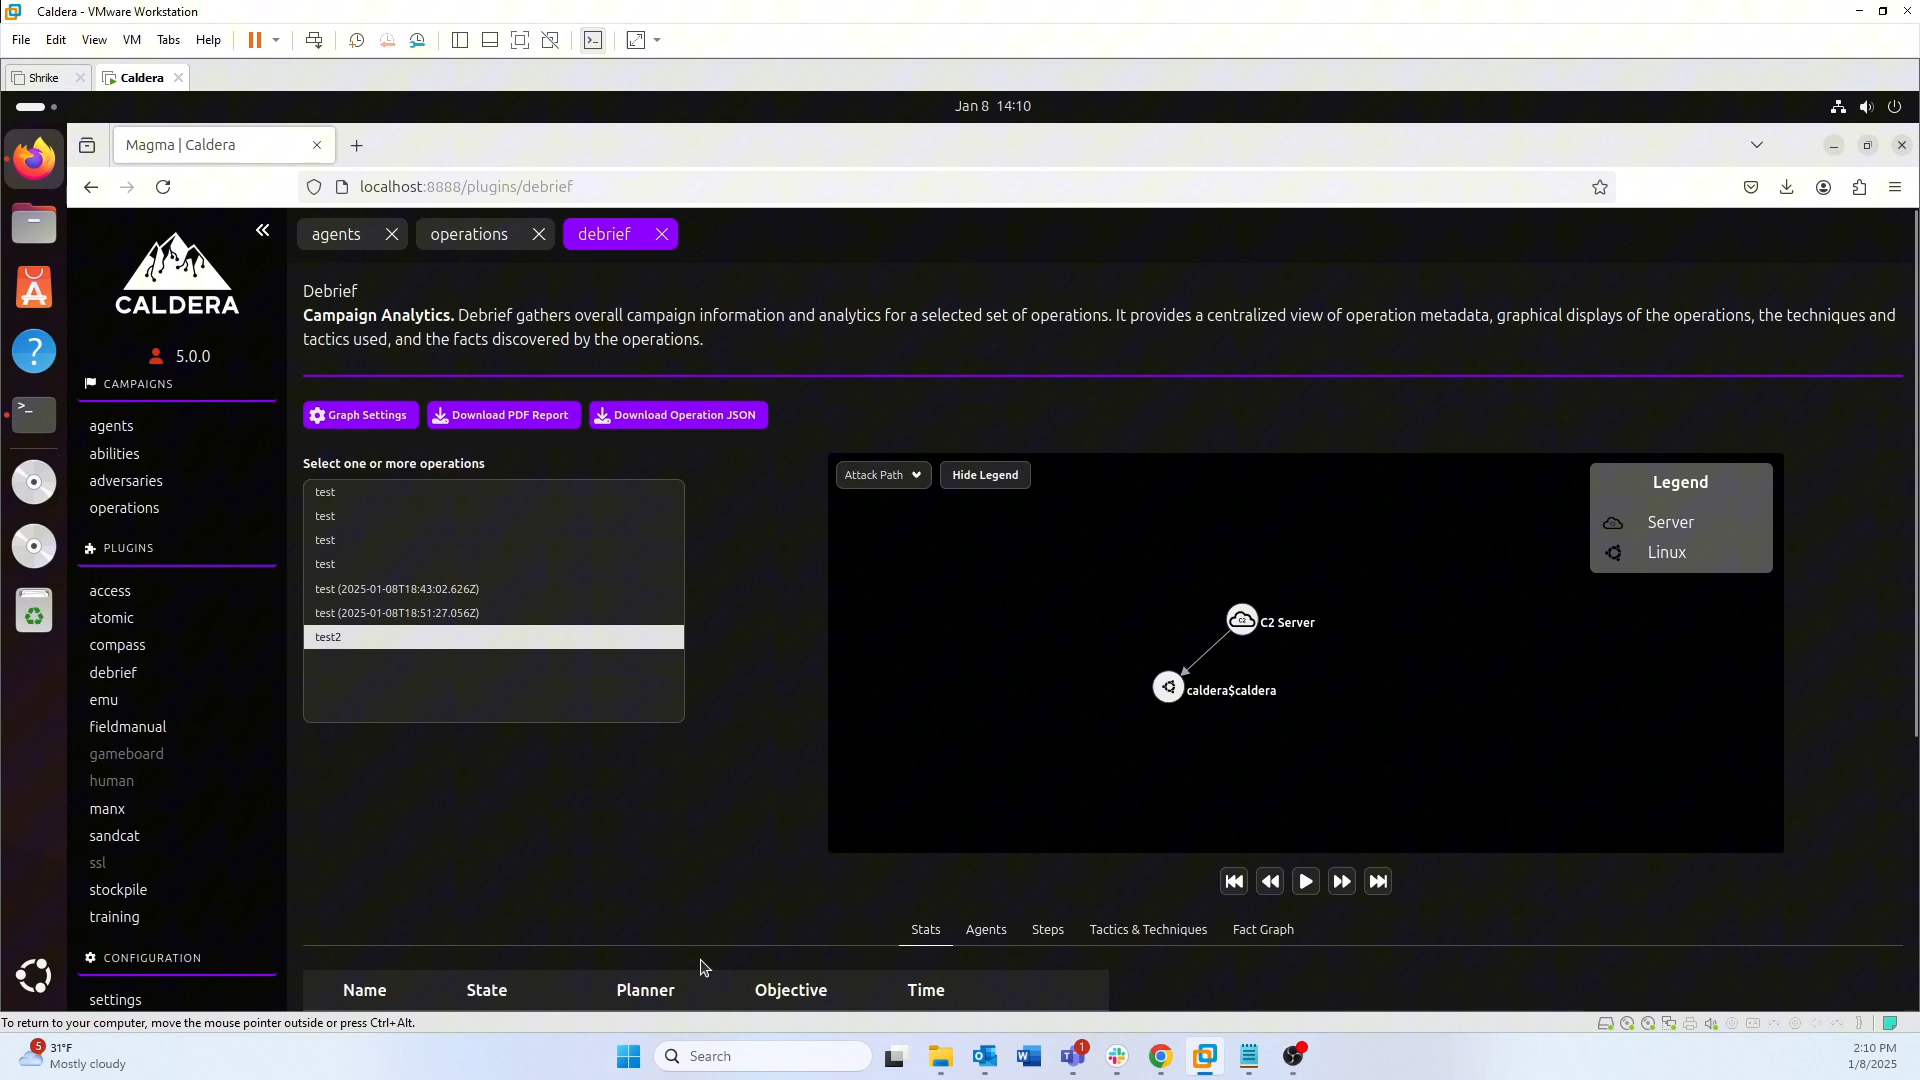 Caldera - VMware Workstation
File Edit View VM Tabs Help
Shrike
Caldera
Jan 8 14:10
Magma | Caldera
localhost:8888/plugins/debrief
CALDERA
5.0.0
CAMPAIGNS
agents
abilities
adversaries
operations
PLUGINS
access
atomic
compass
debrief
emu
fieldmanual
gameboard
human
manx
sandcat
ssl
stockpile
training
CONFIGURATION
settings
agents
operations
debrief
Debrief
Campaign Analytics. Debrief gathers overall campaign information and analytics for a selected set of operations. It provides a centralized view of operation metadata, graphical displays of the operations, the techniques and
tactics used, and the facts discovered by the operations.
Graph Settings
Download PDF Report
Download Operation JSON
Select one or more operations
test
test
test
test
test (2025-01-08T18:43:02.626Z)
test (2025-01-08T18:51:27.056Z)
test2
Attack Path
Hide Legend
Legend
Server
Linux
C2
C2 Server
caldera$caldera
Stats Agents Steps Tactics & Techniques Fact Graph
Name State Planner Objective Time
To return to your computer, move the mouse pointer outside or press Ctrl+Alt.
5
31°F
Mostly cloudy
Search
1
2:10 PM
1/8/2025